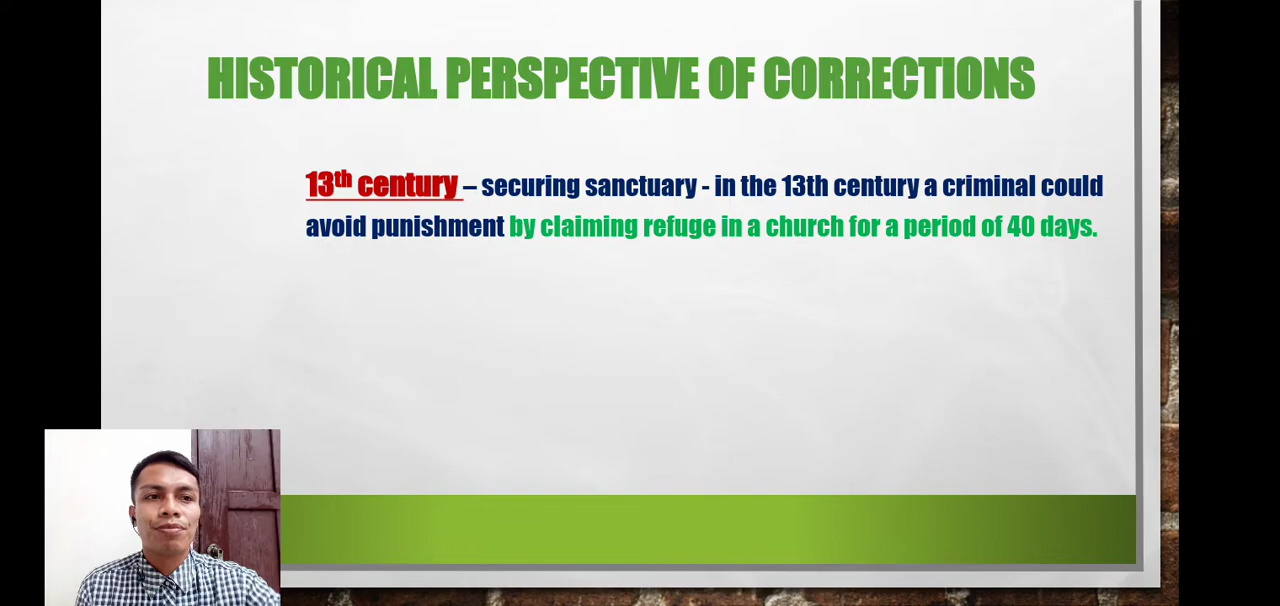 HISTORICAL PERSPECTIVE OF CORRECTIONS
13th century – securing sanctuary - in the 13th century a criminal could
avoid punishment by claiming refuge in a church for a period of 40 days.